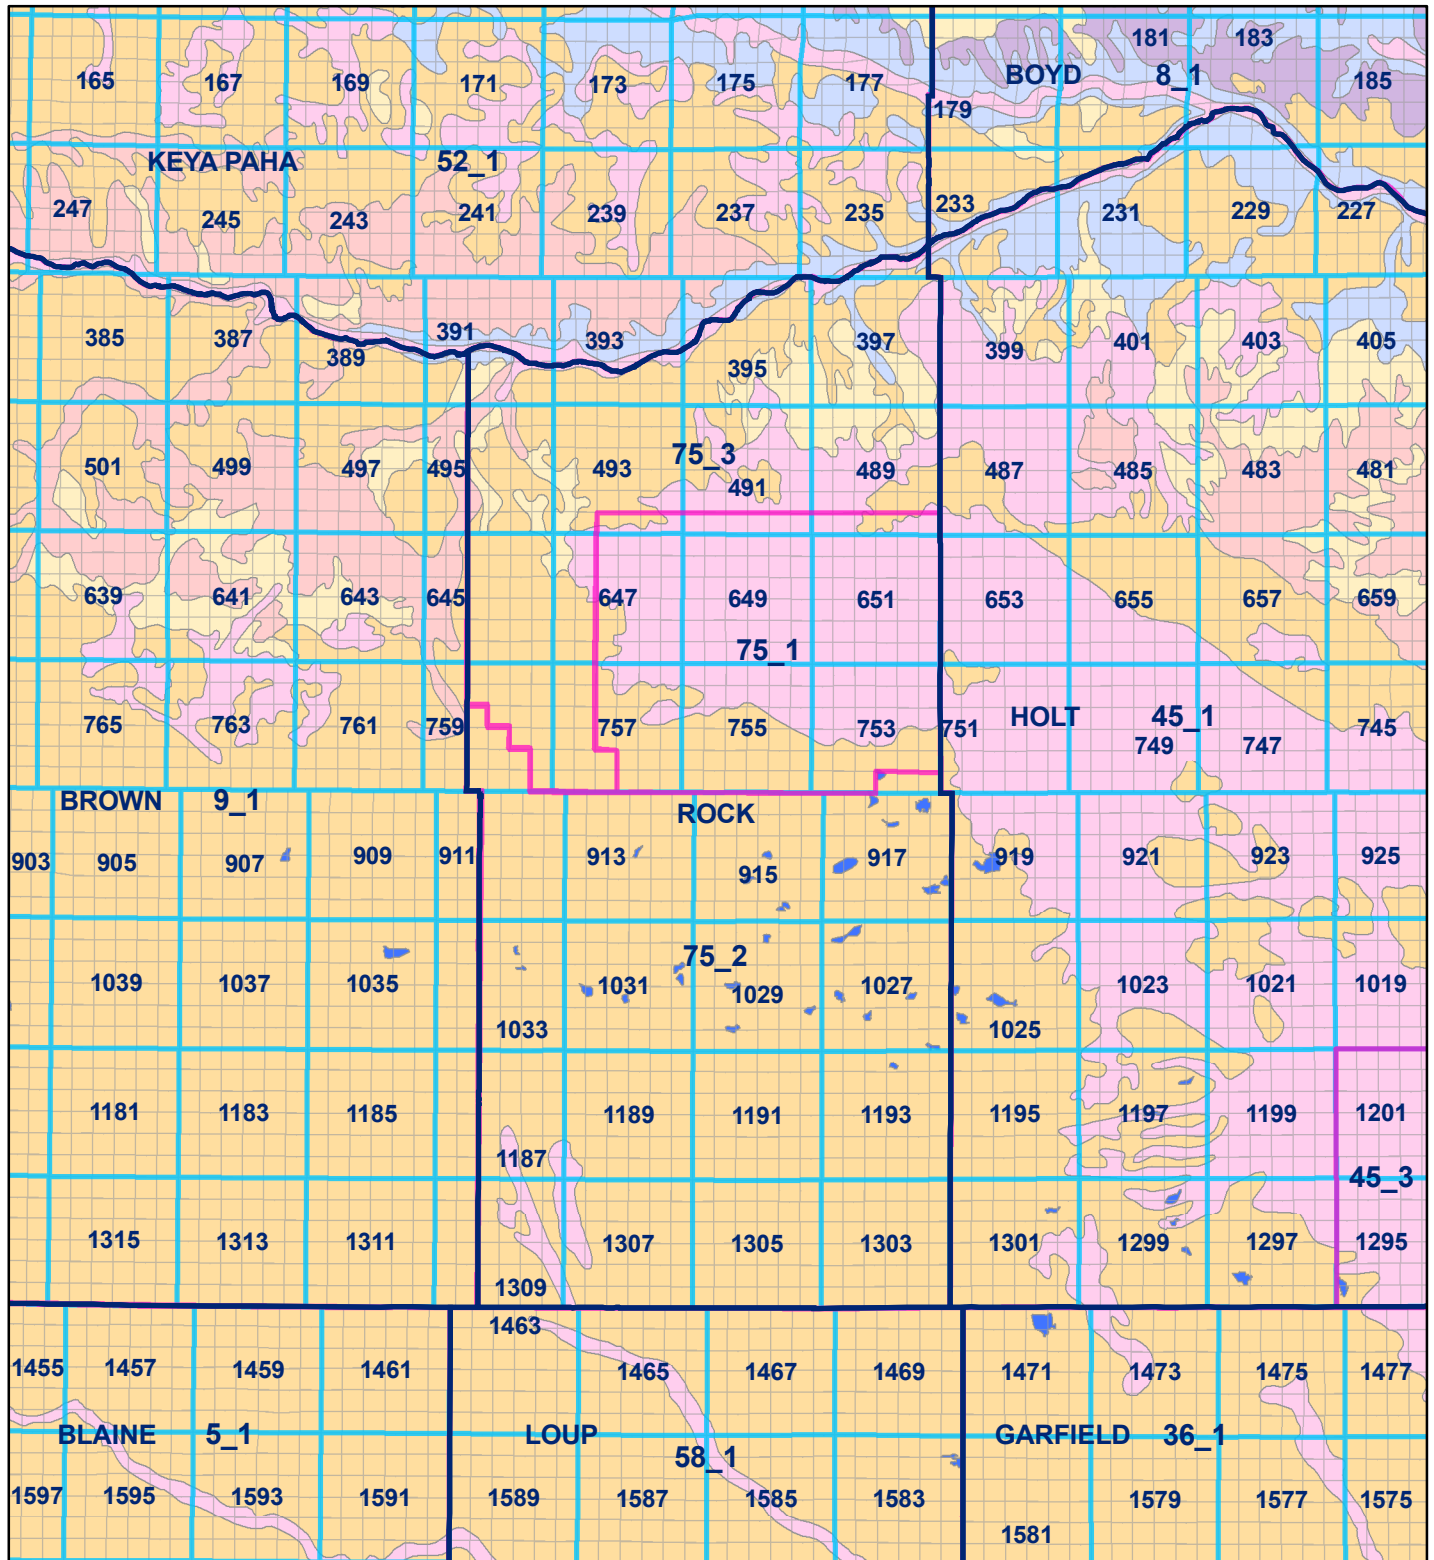 181 183
165 167 169 171 173 175 177 BOYD 8_1 185
179
KEYA PAHA 52_1
247 245 243 241 239 237 235 233 231 229 227
385 387 389 391 393 395 397 399 401 403 405
75_3
501 499 497 495 493 491 489 487 485 483 481
639 641 643 645 647 649 651 653 655 657 659
75_1
765 763 761 759 757 755 753 751 HOLT 45_1 745
749 747
BROWN 9_1 ROCK
903 905 907 909 911 913 915 917 919 921 923 925
75_2
1039 1037 1035 1033 1031 1029 1027 1025 1023 1021 1019
1181 1183 1185 1187 1189 1191 1193 1195 1197 1199 1201
45_3
1315 1313 1311 1309 1307 1305 1303 1301 1299 1297 1295
1455 1457 1459 1461 1463 1465 1467 1469 1471 1473 1475 1477
BLAINE 5_1 LOUP 58_1 GARFIELD 36_1
1597 1595 1593 1591 1589 1587 1585 1583 1581 1579 1577 1575